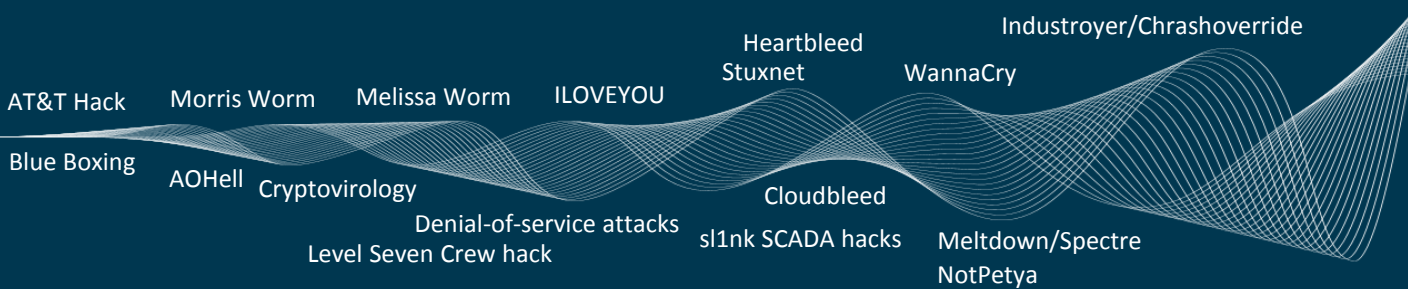 AT&T Hack
Blue Boxing
Morris Worm
AOHell
Cryptovirology
Melissa Worm
Denial-of-service attacks
Level Seven Crew hack
ILOVEYOU
Heartbleed
Stuxnet
Cloudbleed
sl1nk SCADA hacks
WannaCry
Meltdown/Spectre
NotPetya
Industroyer/Chrashoverride